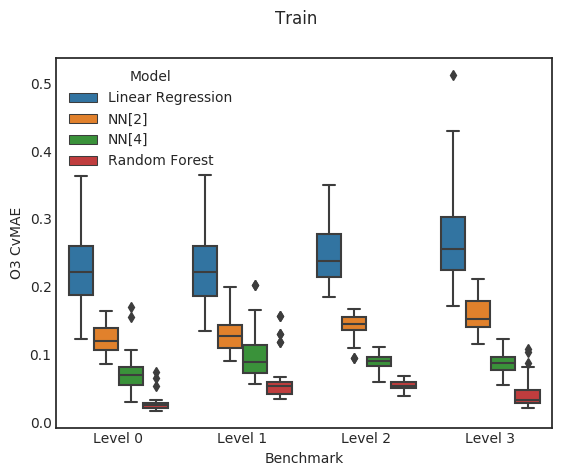 Train
Model
Linear Regression
NN[2]
NN[4]
Random Forest
O3 CvMAE
0.5
0.4
0.3
0.2
0.1
0.0
Level 0 Level 1 Level 2 Level 3
Benchmark